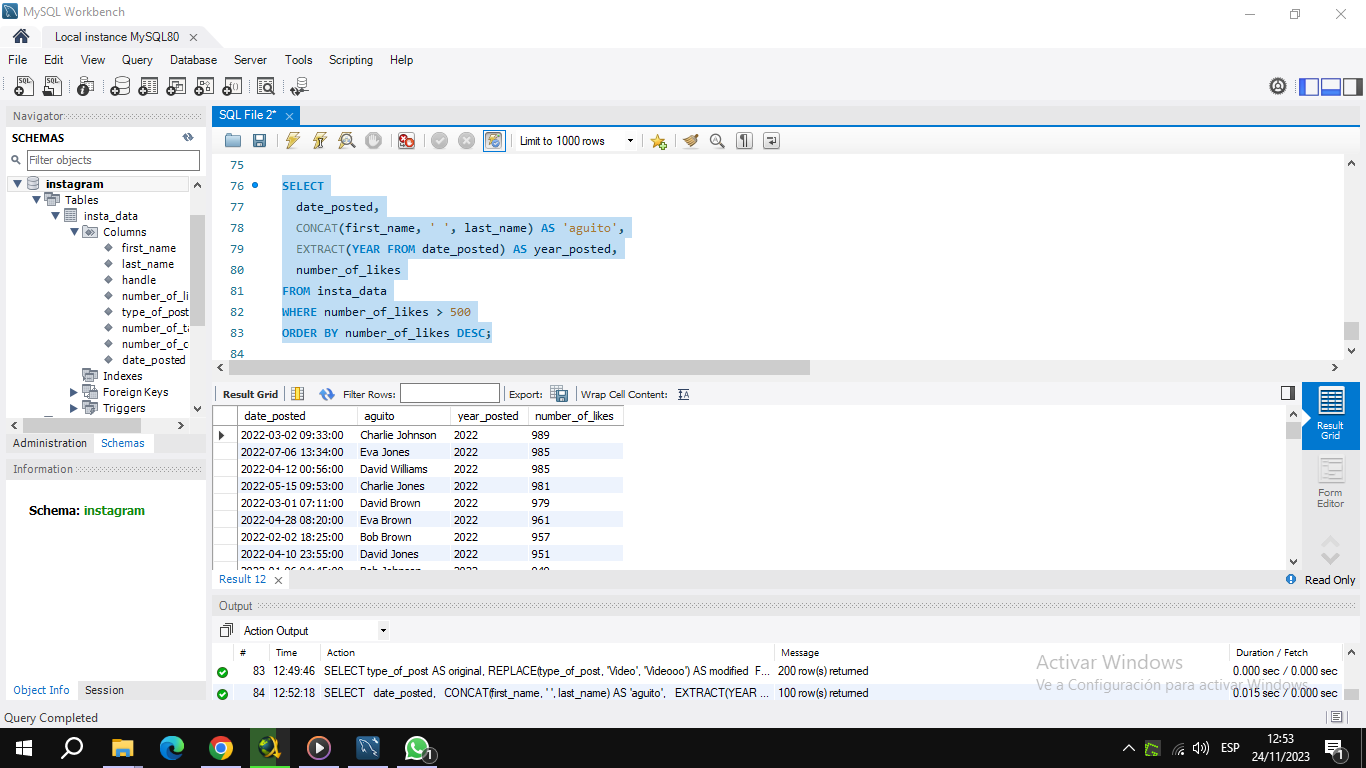 MySQL Workbench
Local instance MySQL80
File Edit View Query Database Server Tools Scripting Help
Navigator
SCHEMAS
Filter objects
instagram
Tables
insta_data
Columns
first_name
last_name
handle
number_of_li
type_of_post
number_of_ta
number_of_c
date_posted
Indexes
Foreign Keys
Triggers
Administration Schemas
Information
Schema: instagram
Object Info Session
SQL File 2*
Limit to 1000 rows
75
76 SELECT
77 date_posted,
78 CONCAT(first_name, ' ', last_name) AS 'aguito',
79 EXTRACT(YEAR FROM date_posted) AS year_posted,
80 number_of_likes
81 FROM insta_data
82 WHERE number_of_likes > 500
83 ORDER BY number_of_likes DESC;
84
Result Grid Filter Rows: Export: Wrap Cell Content:
date_posted aguito year_posted number_of_likes
2022-03-02 09:33:00 Charlie Johnson 2022 989
2022-07-06 13:34:00 Eva Jones 2022 985
2022-04-12 00:56:00 David Williams 2022 985
2022-05-15 09:53:00 Charlie Jones 2022 981
2022-03-01 07:11:00 David Brown 2022 979
2022-04-28 08:20:00 Eva Brown 2022 961
2022-02-02 18:25:00 Bob Brown 2022 957
2022-04-10 23:55:00 David Jones 2022 951
Result Grid
Form Editor
Result 12
Read Only
Output
Action Output
# Time Action Message Duration / Fetch
83 12:49:46 SELECT type_of_post AS original, REPLACE(type_of_post, 'Video', 'Videooo') AS modified F... 200 row(s) returned 0.000 sec / 0.000 sec
84 12:52:18 SELECT date_posted, CONCAT(first_name, ' ', last_name) AS 'aguito', EXTRACT(YEAR ... 100 row(s) returned 0.015 sec / 0.000 sec
Activar Windows
Ve a Configuración para activar Windows.
Query Completed
1
ESP
12:53
24/11/2023
1